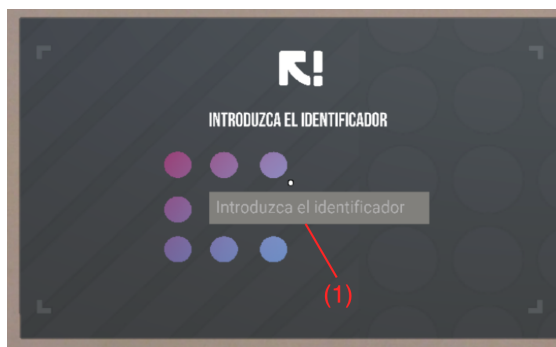 INTRODUZCA EL IDENTIFICADOR
Introduzca el identificador
(1)